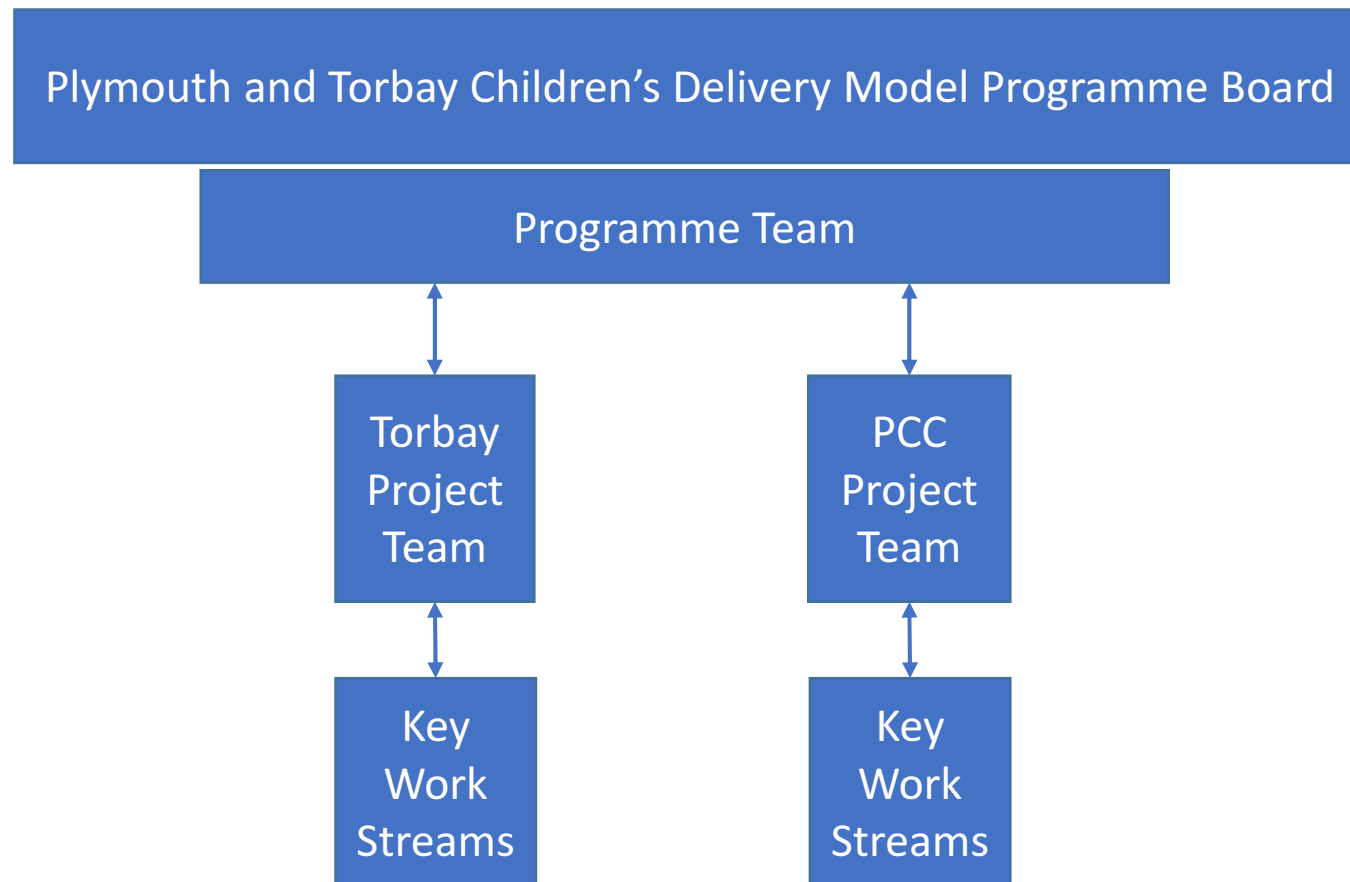 Plymouth and Torbay Children’s Delivery Model Programme Board
Programme Team
Torbay
Project
Team
PCC
Project
Team
Key
Work
Streams
Key
Work
Streams